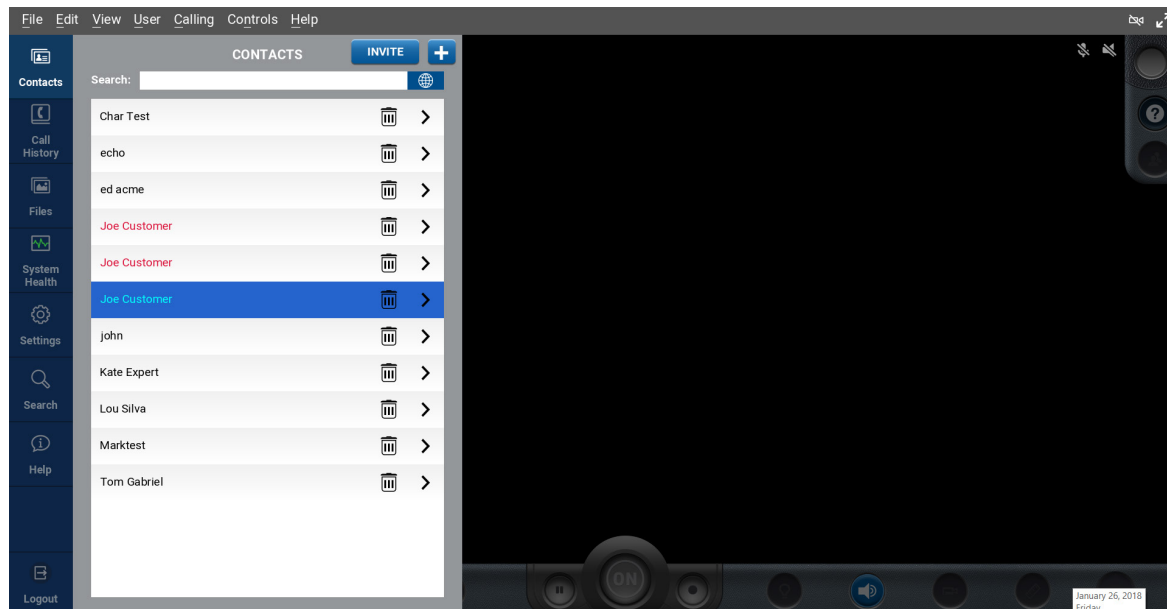 File Edit View User Calling Controls Help
Contacts
Call
History
Files
System
Health
Settings
Search
Help
Logout
CONTACTS
INVITE
Search:
Char Test
echo
ed acme
Joe Customer
Joe Customer
Joe Customer
john
Kate Expert
Lou Silva
Marktest
Tom Gabriel
ON
January 26, 2018
Friday